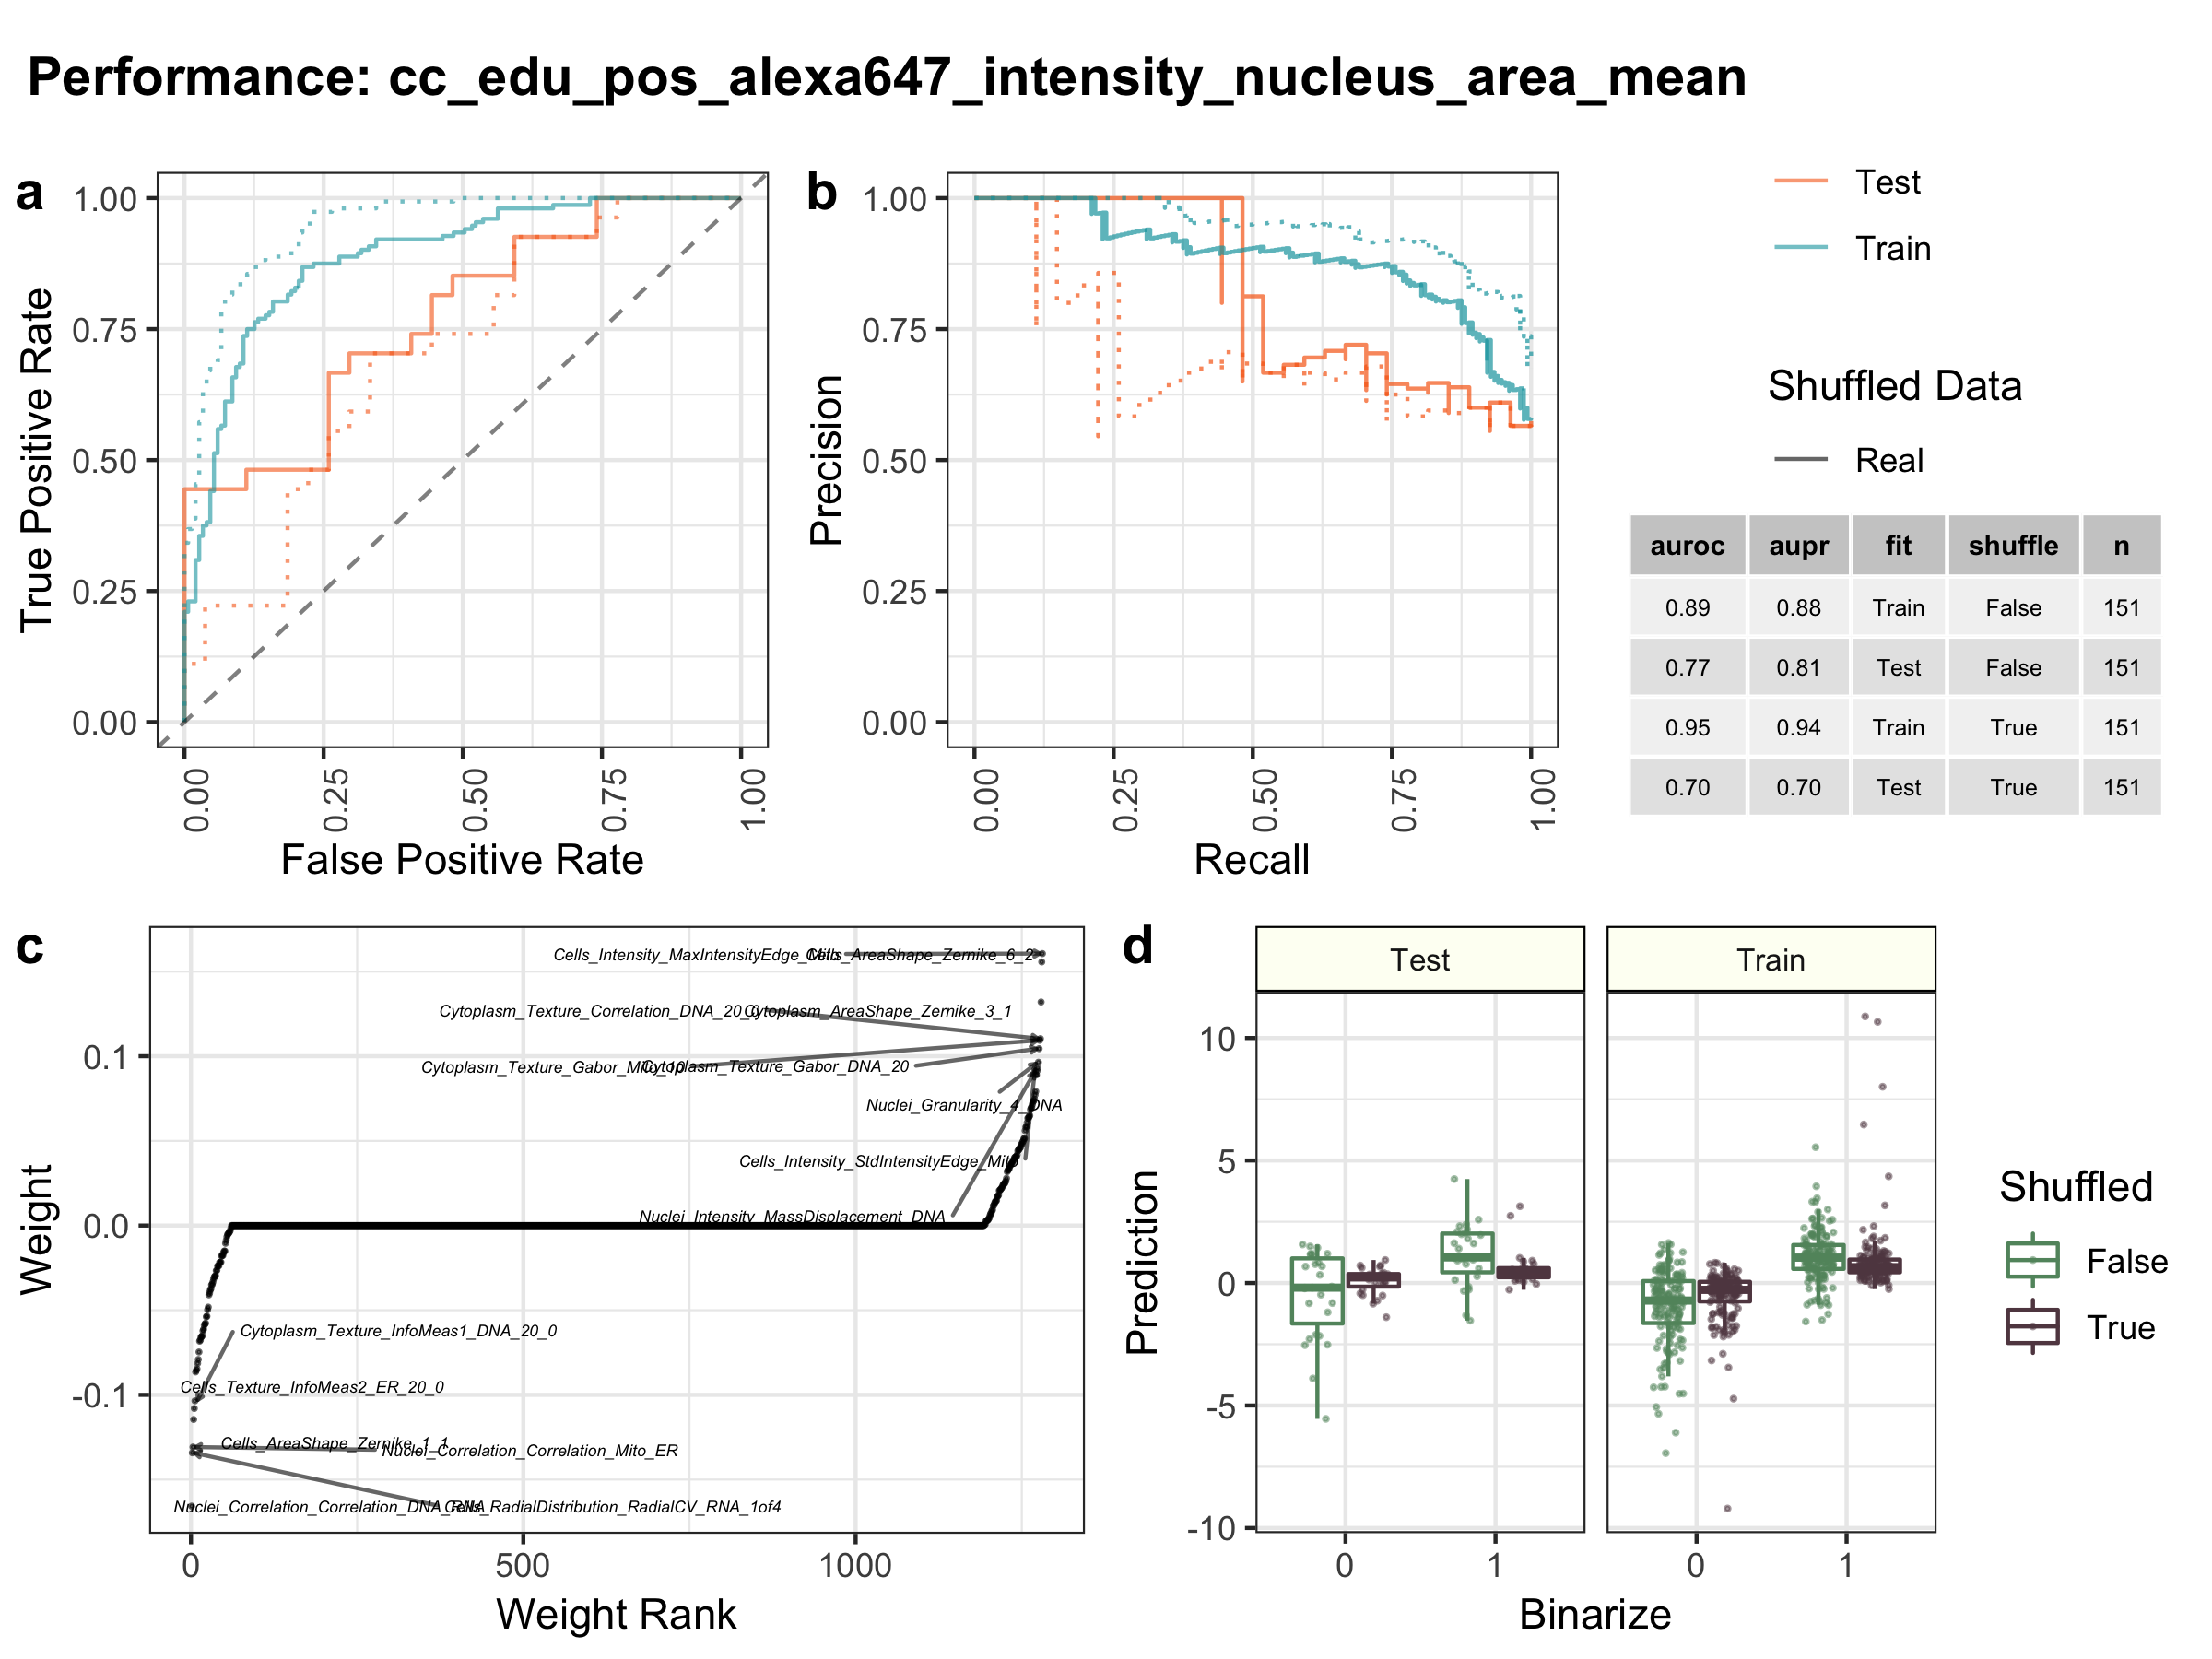 Performance: cc_edu_pos_alexa647_intensity_nucleus_area_mean
a
True Positive Rate
1.00
0.75
0.50
0.25
0.00
0.00 0.25 0.50 0.75 1.00
False Positive Rate
b
Precision
1.00
0.75
0.50
0.25
0.00
0.00 0.25 0.50 0.75 1.00
Recall
Test
Train
Shuffled Data
Real
auroc aupr fit shuffle n
0.89 0.88 Train False 151
0.77 0.81 Test False 151
0.95 0.94 Train True 151
0.70 0.70 Test True 151
c
Weight
0.1
0.0
-0.1
Cells_Intensity_MaxIntensityEdge_Mito
Cells_AreaShape_Zernike_6_2
Cytoplasm_Texture_Correlation_DNA_20_0
Cytoplasm_AreaShape_Zernike_3_1
Cytoplasm_Texture_Gabor_Mito_10
Cytoplasm_Texture_Gabor_DNA_20
Nuclei_Granularity_4_DNA
Cells_Intensity_StdIntensityEdge_Mito
Nuclei_Intensity_MassDisplacement_DNA
Cytoplasm_Texture_InfoMeas1_DNA_20_0
Cells_Texture_InfoMeas2_ER_20_0
Cells_AreaShape_Zernike_1_1
Nuclei_Correlation_Correlation_Mito_ER
Nuclei_Correlation_Correlation_DNA_RNA
Cells_RadialDistribution_RadialCV_RNA_1of4
0 500 1000
Weight Rank
d
Test Train
Prediction
10
5
0
-5
-10
0 1 0 1
Binarize
Shuffled
False
True